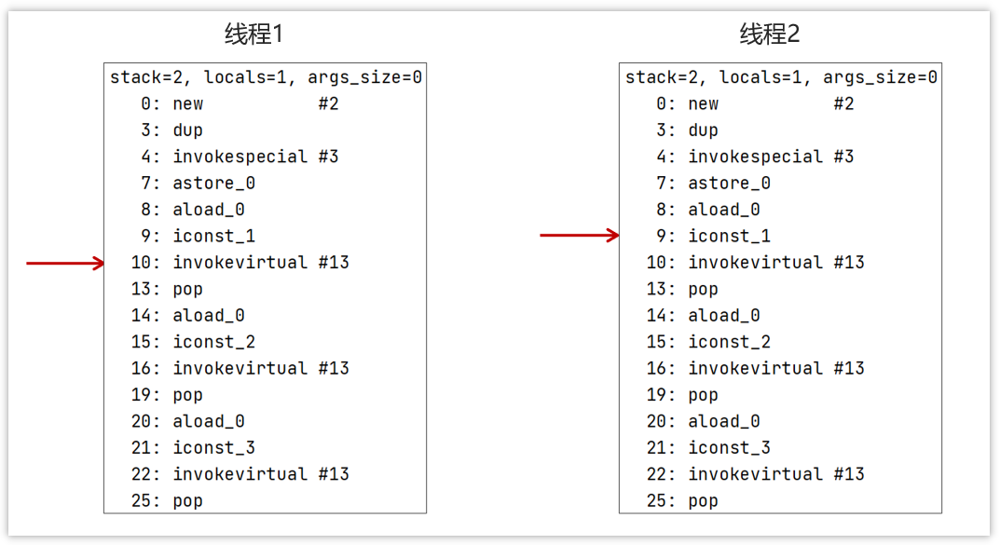 线程1
stack=2, locals=1, args_size=0
0: new #2
3: dup
4: invokespecial #3
7: astore_0
8: aload_0
9: iconst_1
10: invokevirtual #13
13: pop
14: aload_0
15: iconst_2
16: invokevirtual #13
19: pop
20: aload_0
21: iconst_3
22: invokevirtual #13
25: pop
线程2
stack=2, locals=1, args_size=0
0: new #2
3: dup
4: invokespecial #3
7: astore_0
8: aload_0
9: iconst_1
10: invokevirtual #13
13: pop
14: aload_0
15: iconst_2
16: invokevirtual #13
19: pop
20: aload_0
21: iconst_3
22: invokevirtual #13
25: pop